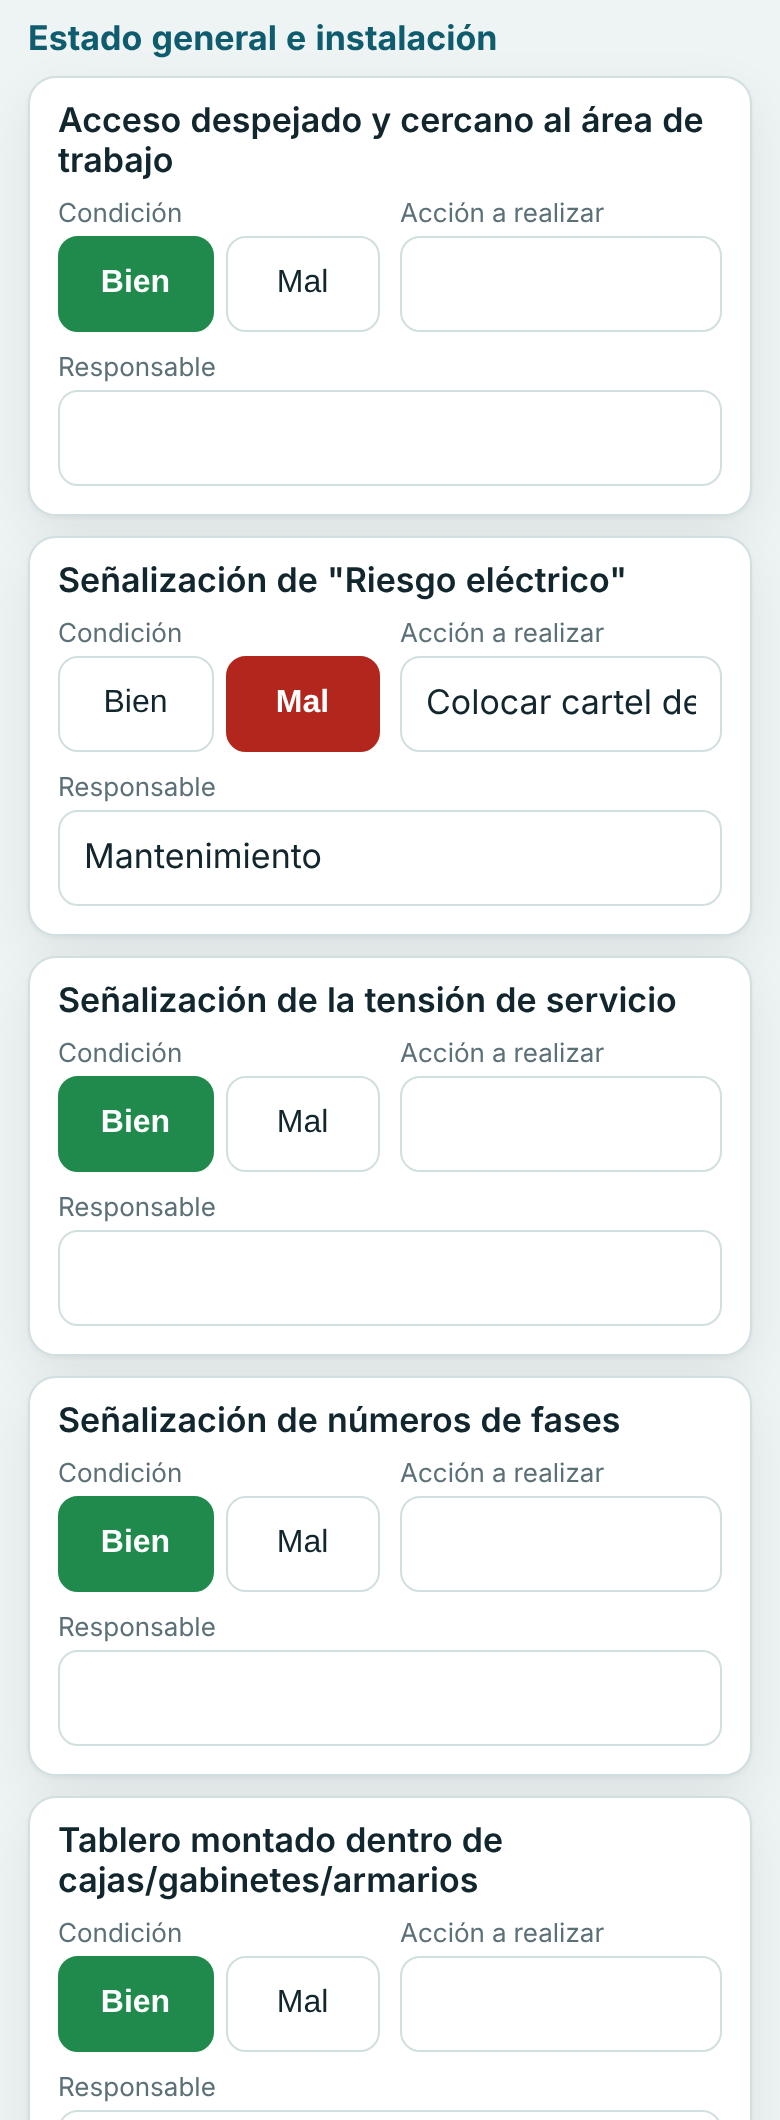 Estado general e instalación
Acceso despejado y cercano al área de
trabajo
Condición
Acción a realizar
Bien
Mal
Responsable
Señalización de "Riesgo eléctrico"
Condición
Acción a realizar
Bien
Mal
Colocar cartel de
Responsable
Mantenimiento
Señalización de la tensión de servicio
Condición
Acción a realizar
Bien
Mal
Responsable
Señalización de números de fases
Condición
Acción a realizar
Bien
Mal
Responsable
Tablero montado dentro de
cajas/gabinetes/armarios
Condición
Acción a realizar
Bien
Mal
Responsable